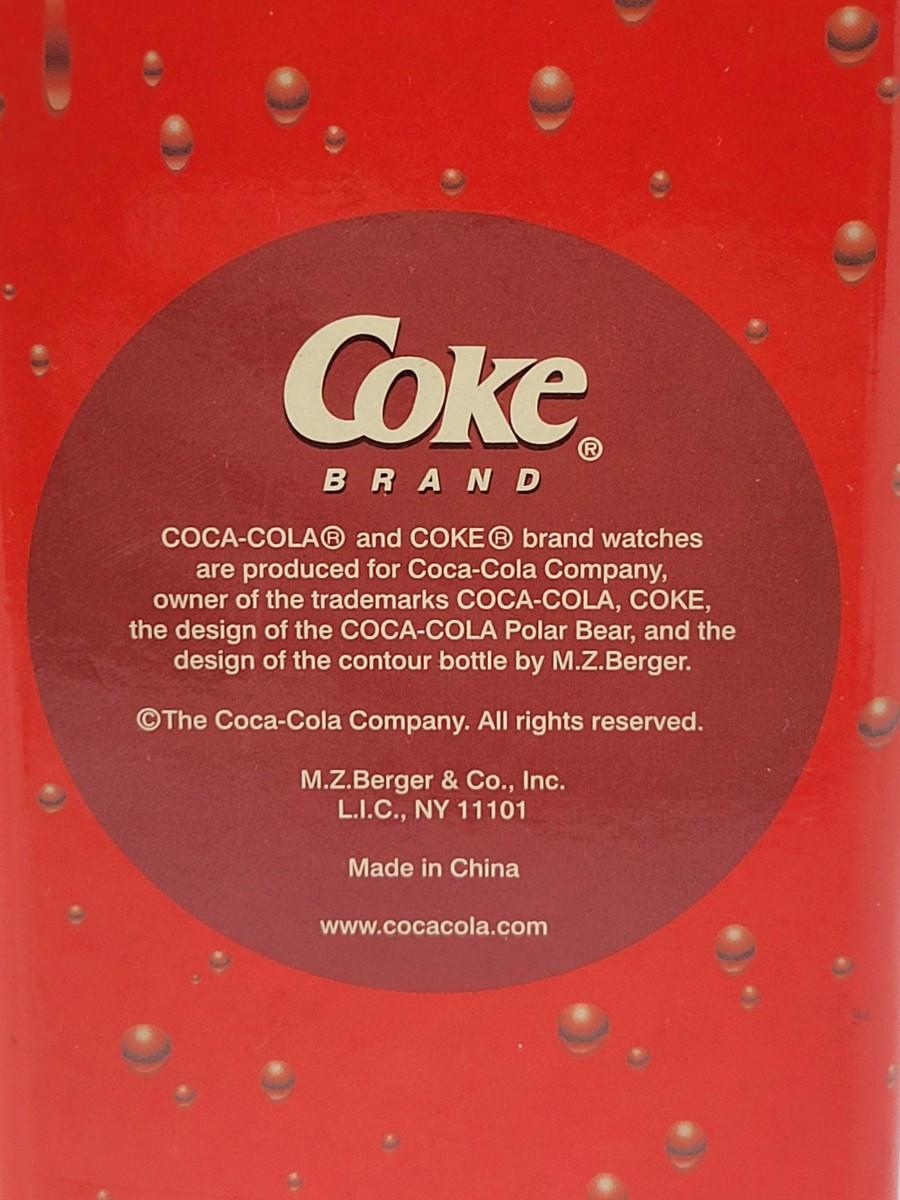 Coke®
BRAND
COCA-COLA® and COKE® brand watches
are produced for Coca-Cola Company,
owner of the trademarks COCA-COLA, COKE,
the design of the COCA-COLA Polar Bear, and the
design of the contour bottle by M.Z.Berger.
©The Coca-Cola Company. All rights reserved.
M.Z.Berger & Co., Inc.
L.I.C., NY 11101
Made in China
www.cocacola.com